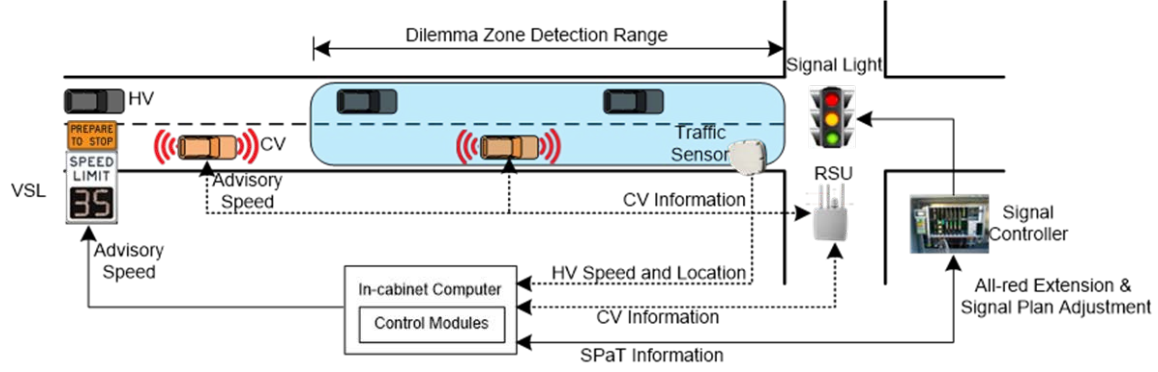 Dilemma Zone Detection Range
Signal Light
HV
PREPARE
TO STOP
CV
Traffic
Sensor
SPEED
LIMIT
35
VSL
Advisory
Speed
RSU
CV Information
Signal
Controller
Advisory
Speed
HV Speed and Location
In-cabinet Computer
Control Modules
CV Information
All-red Extension &
Signal Plan Adjustment
SPaT Information